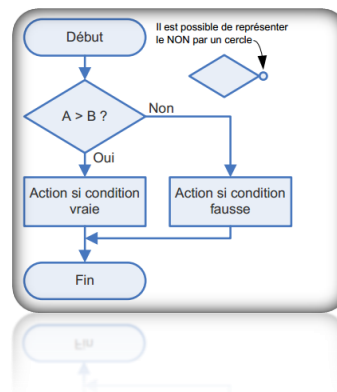 Début
Il est possible de représenter
le NON par un cercle
A > B ?
Non
Oui
Action si condition
vraie
Action si condition
fausse
Fin